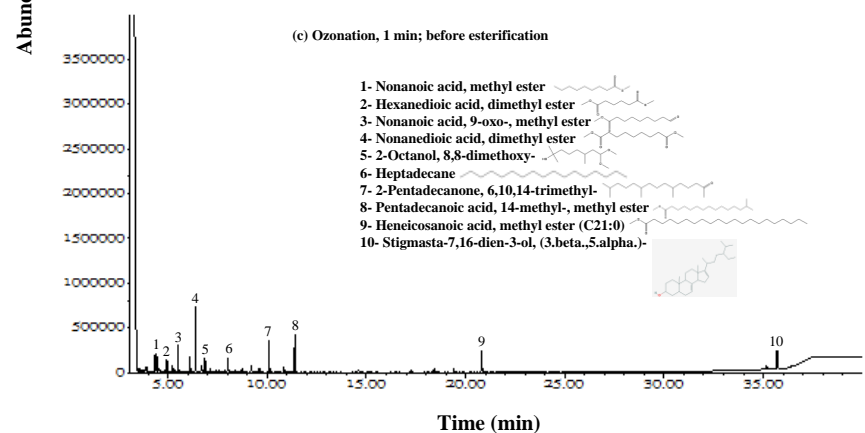 Abun
(c) Ozonation, 1 min; before esterification
3500000
3000000
2500000
2000000
1500000
1000000
500000
0
1- Nonanoic acid, methyl ester
2- Hexanedioic acid, dimethyl ester
3- Nonanoic acid, 9-oxo-, methyl ester
4- Nonanedioic acid, dimethyl ester
5- 2-Octanol, 8,8-dimethoxy-
6- Heptadecane
7- 2-Pentadecanone, 6,10,14-trimethyl-
8- Pentadecanoic acid, 14-methyl-, methyl ester
9- Heneicosanoic acid, methyl ester (C21:0)
10- Stigmasta-7,16-dien-3-ol, (3.beta.,5.alpha.)-
1 2 3 4 5 6 7 8 9 10
5.00 10.00 15.00 20.00 25.00 30.00 35.00
Time (min)